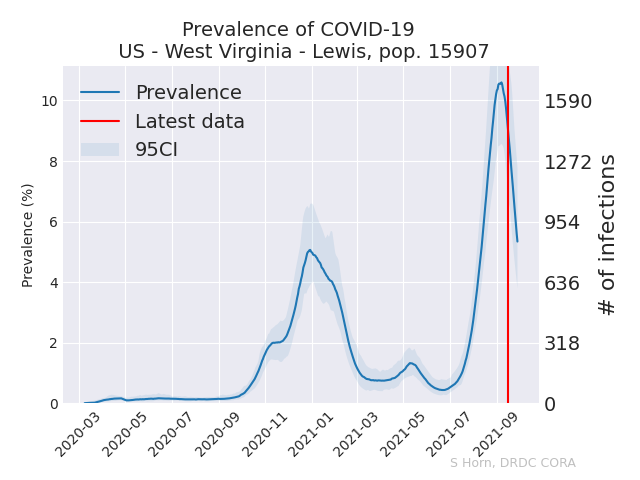 Prevalence of COVID-19
US - West Virginia - Lewis, pop. 15907
Prevalence
Latest data
95CI
Prevalence (%)
10
8
6
4
2
0
1590
1272
954
636
318
0
# of infections
2020-03
2020-05
2020-07
2020-09
2020-11
2021-01
2021-03
2021-05
2021-07
2021-09
S Horn, DRDC CORA